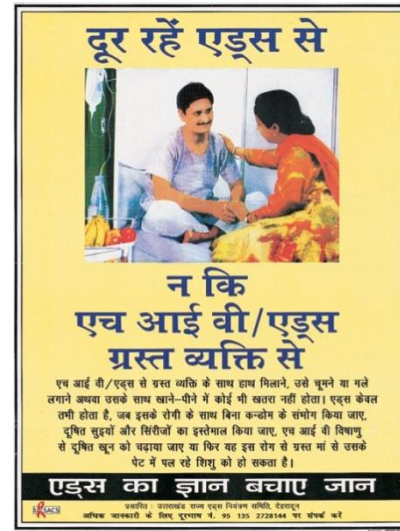 दूर रहें एड्स से
न कि
एच आई वी/एड्स
ग्रस्त व्यक्ति से
एच आई वी/एड्स से ग्रस्त व्यक्ति के साथ हाथ मिलाने, उसे चूमने या गले
लगाने अथवा उसके साथ खाने-पीने में कोई भी खतरा नहीं होता। एड्स केवल
तभी होता है, जब इसके रोगी के साथ बिना कन्डोम के संभोग किया जाए,
दूषित सुइयों और सिरींजों का इस्तेमाल किया जाए, एच आई वी विषाणु
से दूषित खून को चढ़ाया जाए या फिर यह इस रोग से ग्रस्त मां से उसके
पेट में पल रहे शिशु को हो सकता है।
एड्स का ज्ञान बचाए जान
प्रसारित : उत्तराखंड राज्य एड्स नियंत्रण समिति, देहरादून
अधिक जानकारी के लिए दूरभाष नं. 95 135 2728144 पर संपर्क करें
SACS